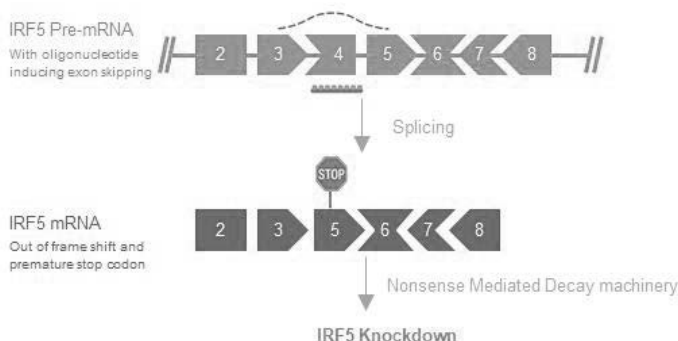 IRF5 Pre-mRNA
With oligonucleotide
inducing exon skipping
2 3 4 5 6 7 8
Splicing
STOP
IRF5 mRNA
Out of frame shift and
premature stop codon
2 3 5 6 7 8
Nonsense Mediated Decay machinery
IRF5 Knockdown